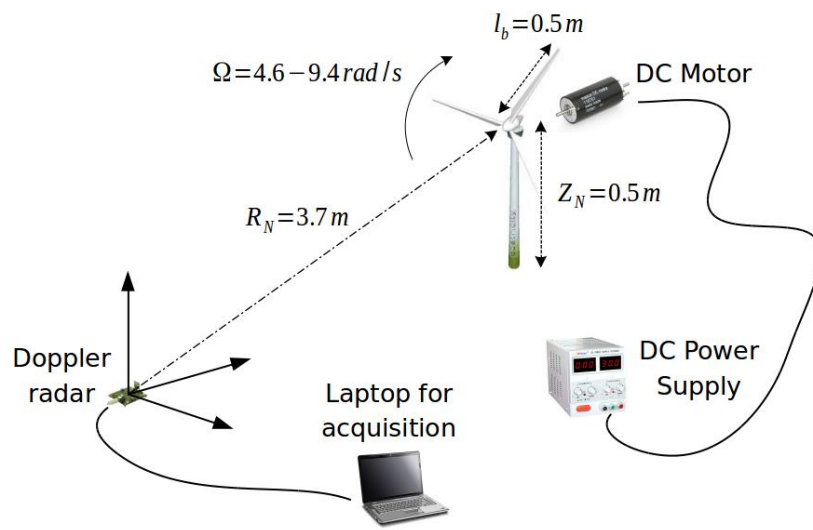 l_b=0.5 m
Ω=4.6−9.4 rad/s
DC Motor
Z_N=0.5 m
R_N=3.7 m
Doppler
radar
Laptop for
acquisition
DC Power
Supply